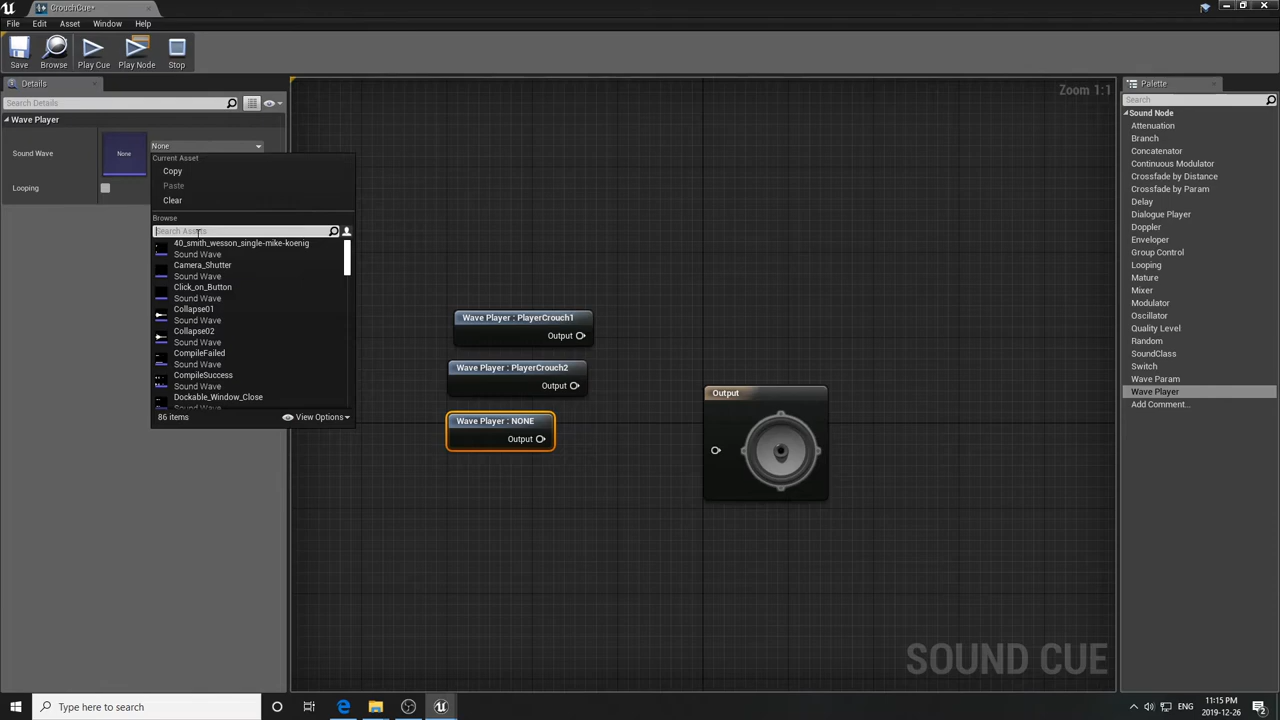 CrouchCue*
File Edit Asset Window Help
Save Browse Play Cue Play Node Stop
Details
Search Details
Wave Player
Sound Wave
None
None
Looping
Current Asset
Copy
Paste
Clear
Browse
Search Assets
40_smith_wesson_single-mike-koenig
Sound Wave
Camera_Shutter
Sound Wave
Click_on_Button
Sound Wave
Collapse01
Sound Wave
Collapse02
Sound Wave
CompileFailed
Sound Wave
CompileSuccess
Sound Wave
Dockable_Window_Close
Sound Wave
86 items
View Options
Zoom 1:1
Wave Player : PlayerCrouch1
Output
Wave Player : PlayerCrouch2
Output
Wave Player : NONE
Output
Output
SOUND CUE
Palette
Search
Sound Node
Attenuation
Branch
Concatenator
Continuous Modulator
Crossfade by Distance
Crossfade by Param
Delay
Dialogue Player
Doppler
Enveloper
Group Control
Looping
Mature
Mixer
Modulator
Oscillator
Quality Level
Random
SoundClass
Switch
Wave Param
Wave Player
Add Comment...
Type here to search
ENG
11:15 PM
2019-12-26
2